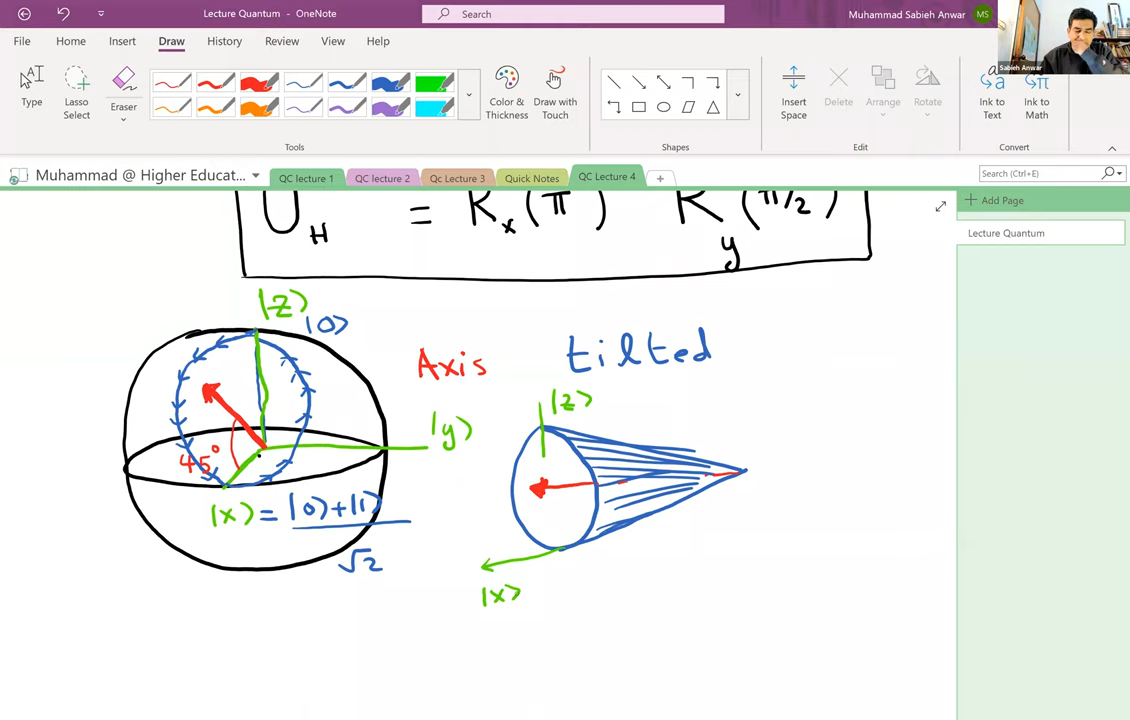 Lecture Quantum - OneNote
Search
Muhammad Sabieh Anwar
MS
File Home Insert Draw History Review View Help
Sabieh Anwar
Type
Lasso Select
Eraser
Color & Thickness
Draw with Touch
Insert Space
Delete
Arrange
Rotate
Ink to Text
Ink to Math
Tools
Shapes
Edit
Convert
Muhammad @ Higher Educat...
QC lecture 1
QC lecture 2
Qc Lecture 3
Quick Notes
QC Lecture 4
Search (Ctrl+E)
Add Page
Lecture Quantum
U_H = R_x(π) R_y(π/2)
|z⟩
|0⟩
Axis tilted
|y⟩
45°
|x⟩ = |0⟩+|1⟩
√2
|z⟩
|x⟩